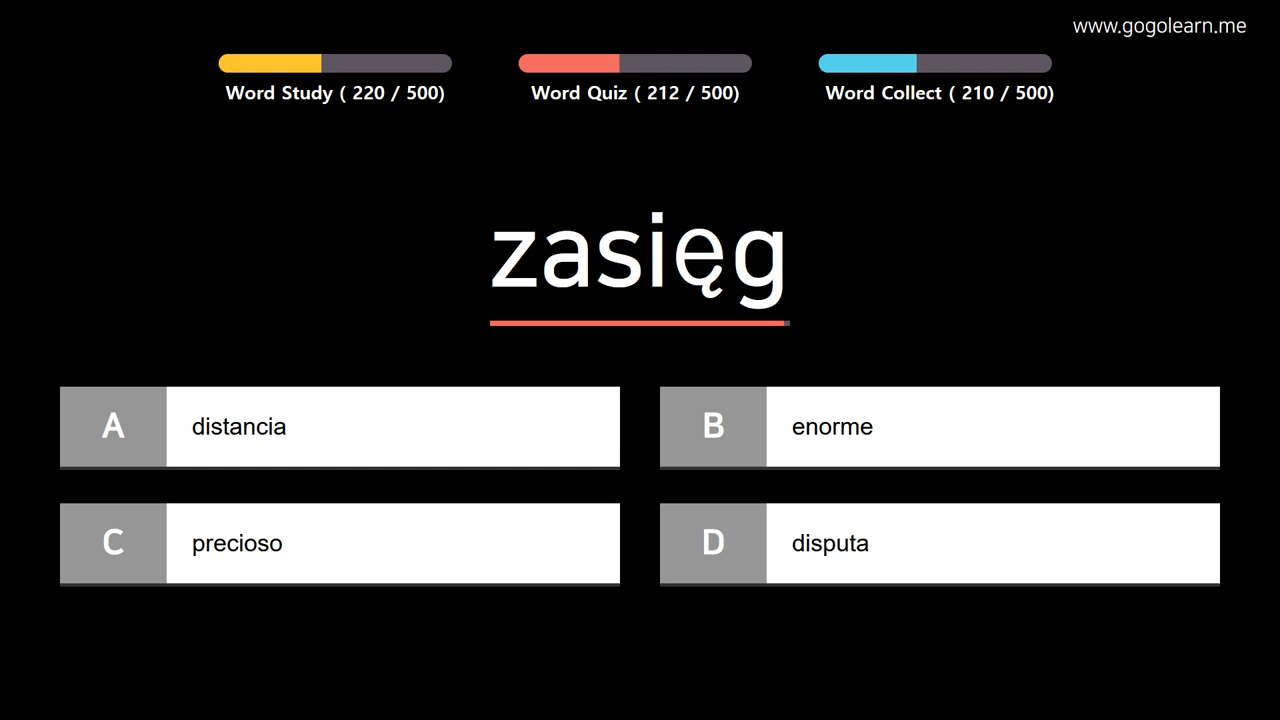 www.gogolearn.me
Word Study ( 220 / 500)
Word Quiz ( 212 / 500)
Word Collect ( 210 / 500)
zasięg
A distancia
B enorme
C precioso
D disputa